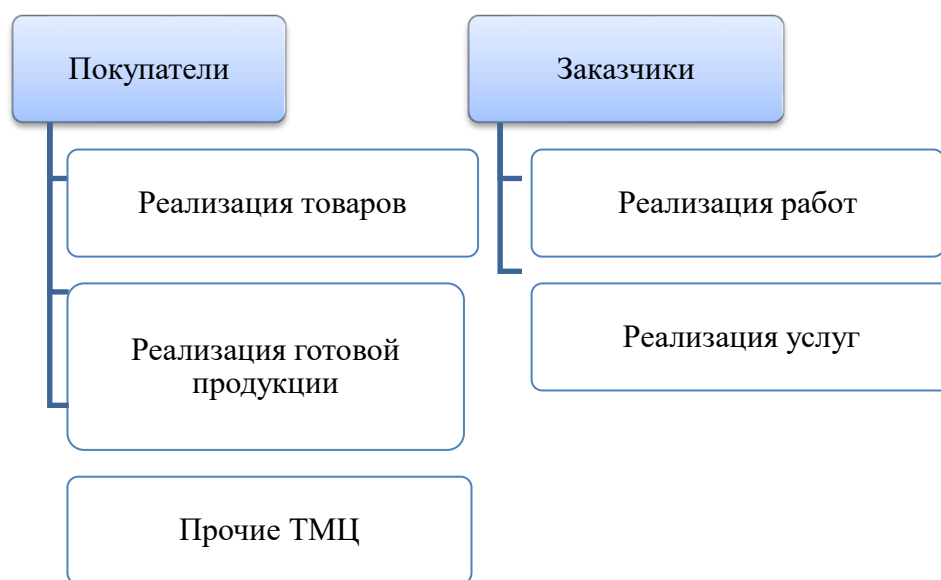 Покупатели
Реализация товаров
Реализация готовой
продукции
Прочие ТМЦ
Заказчики
Реализация работ
Реализация услуг